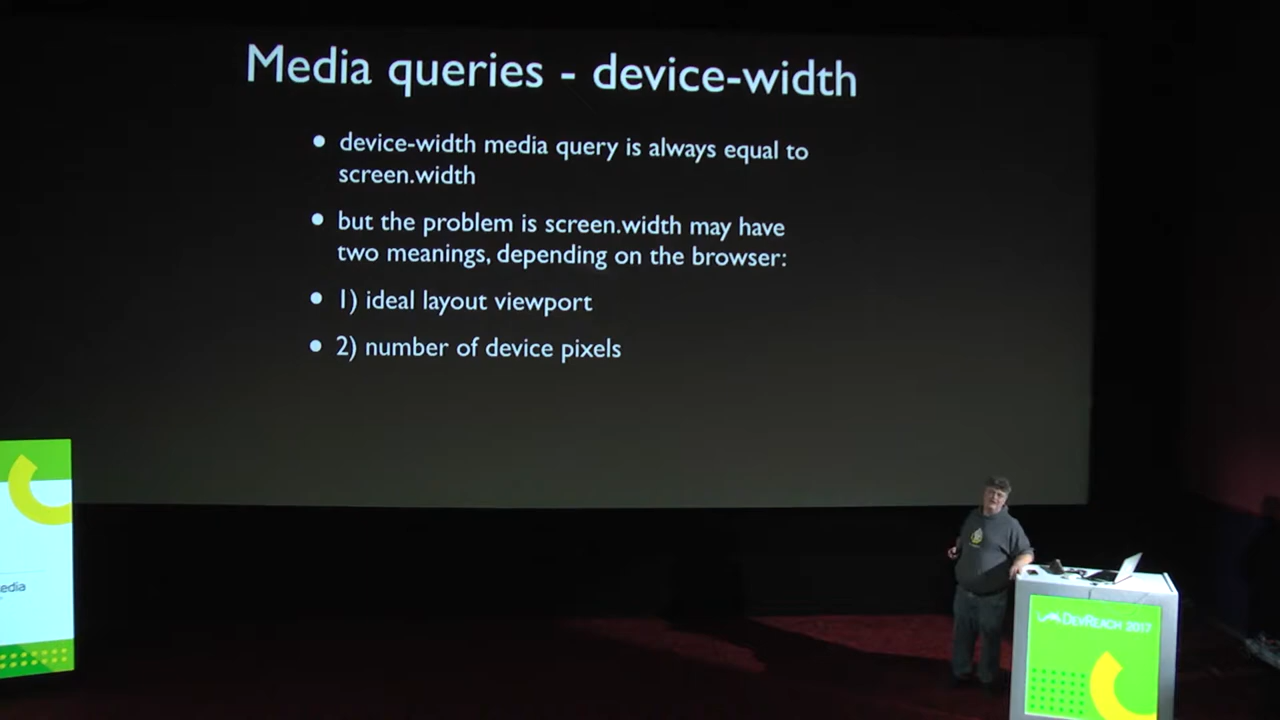 Media queries - device-width
• device-width media query is always equal to
screen.width
• but the problem is screen.width may have
two meanings, depending on the browser:
• 1) ideal layout viewport
• 2) number of device pixels
edia
DEVREACH 2017